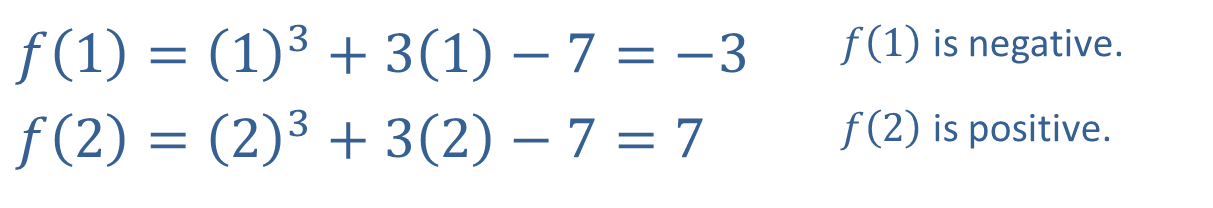 f(1) = (1)³ + 3(1) − 7 = −3 f(1) is negative.
f(2) = (2)³ + 3(2) − 7 = 7 f(2) is positive.